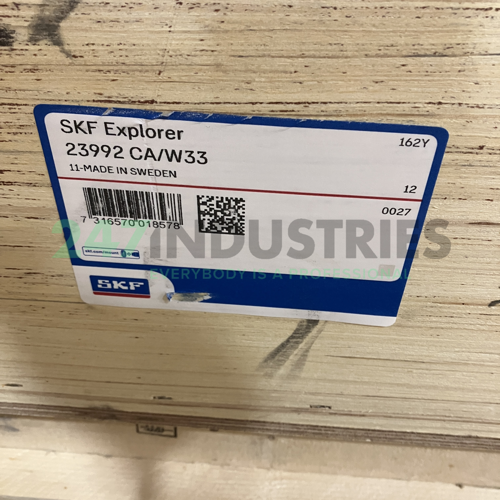 SKF Explorer
162Y
23992 CA/W33
11-MADE IN SWEDEN
12
0027
7 316570 018578
247INDUSTRIES
EVERYBODY IS A PROFESSIONAL
SKF